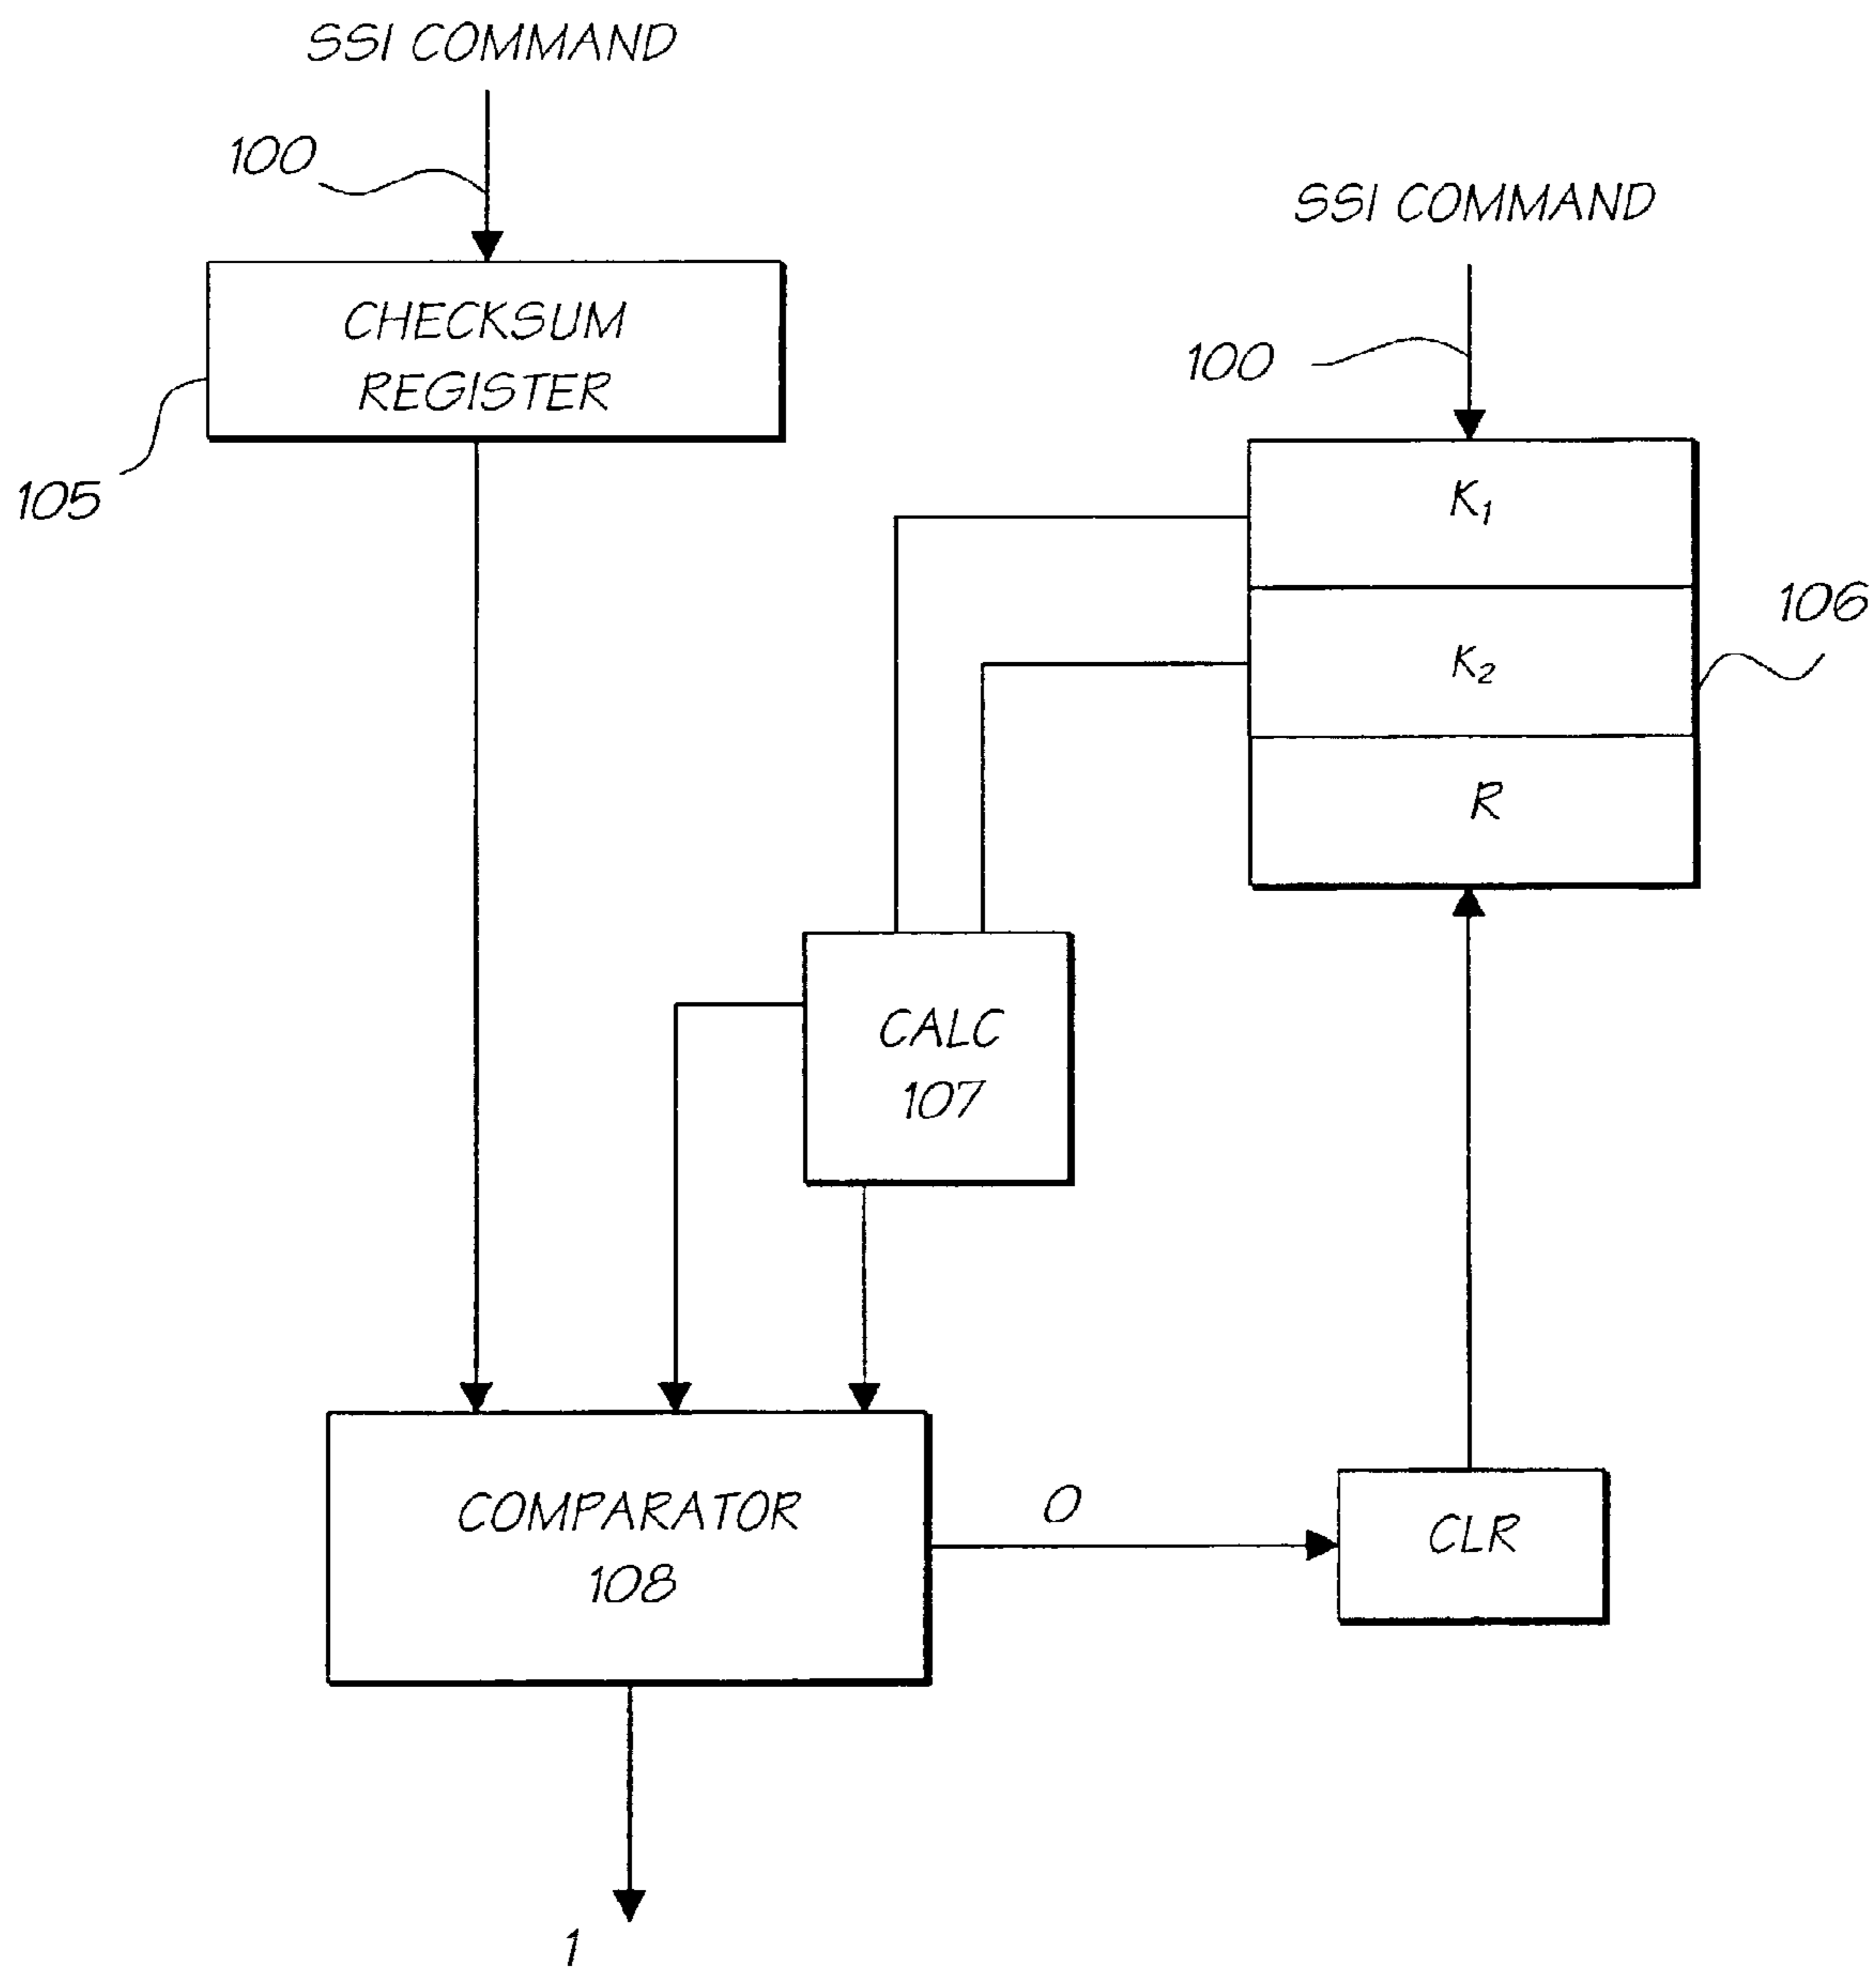 SSI COMMAND
100
SSI COMMAND
100
CHECKSUM
REGISTER
105
K1
106
K2
R
CALC
107
COMPARATOR
108
0
CLR
1